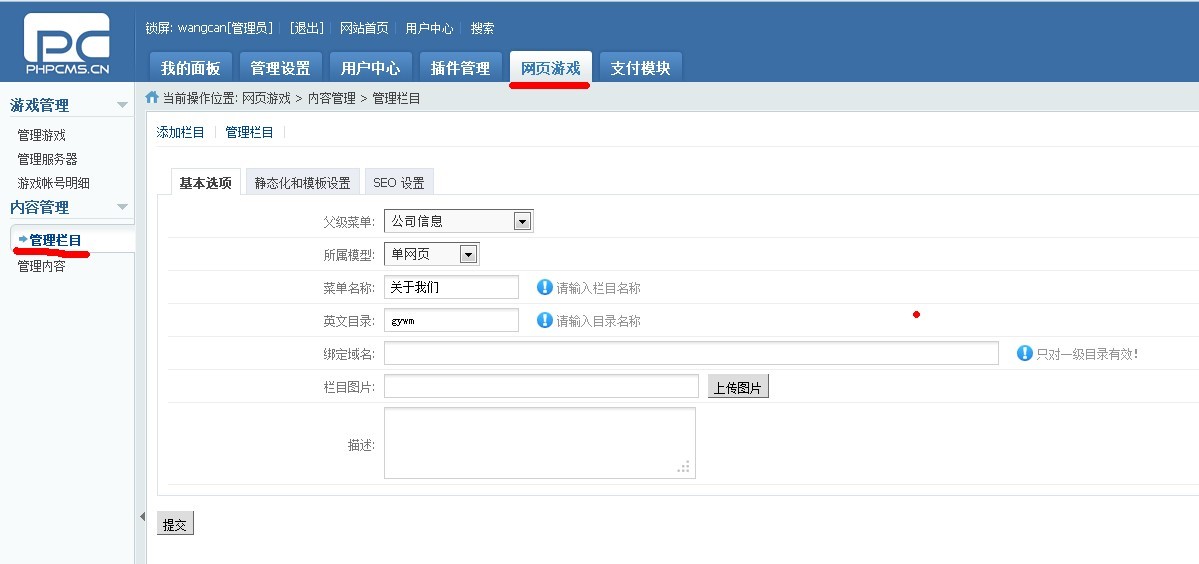 PC
PHPCMS.CN
锁屏: wangcan[管理员] [退出] 网站首页 用户中心 搜索
我的面板 管理设置 用户中心 插件管理 网页游戏 支付模块
当前操作位置: 网页游戏 > 内容管理 > 管理栏目
游戏管理
管理游戏
管理服务器
游戏帐号明细
内容管理
管理栏目
管理内容
添加栏目 管理栏目
基本选项 静态化和模板设置 SEO 设置
父级菜单: 公司信息
所属模型: 单网页
菜单名称: 关于我们 请输入栏目名称
英文目录: gywm 请输入目录名称
绑定域名: 只对一级目录有效!
栏目图片: 上传图片
描述:
提交